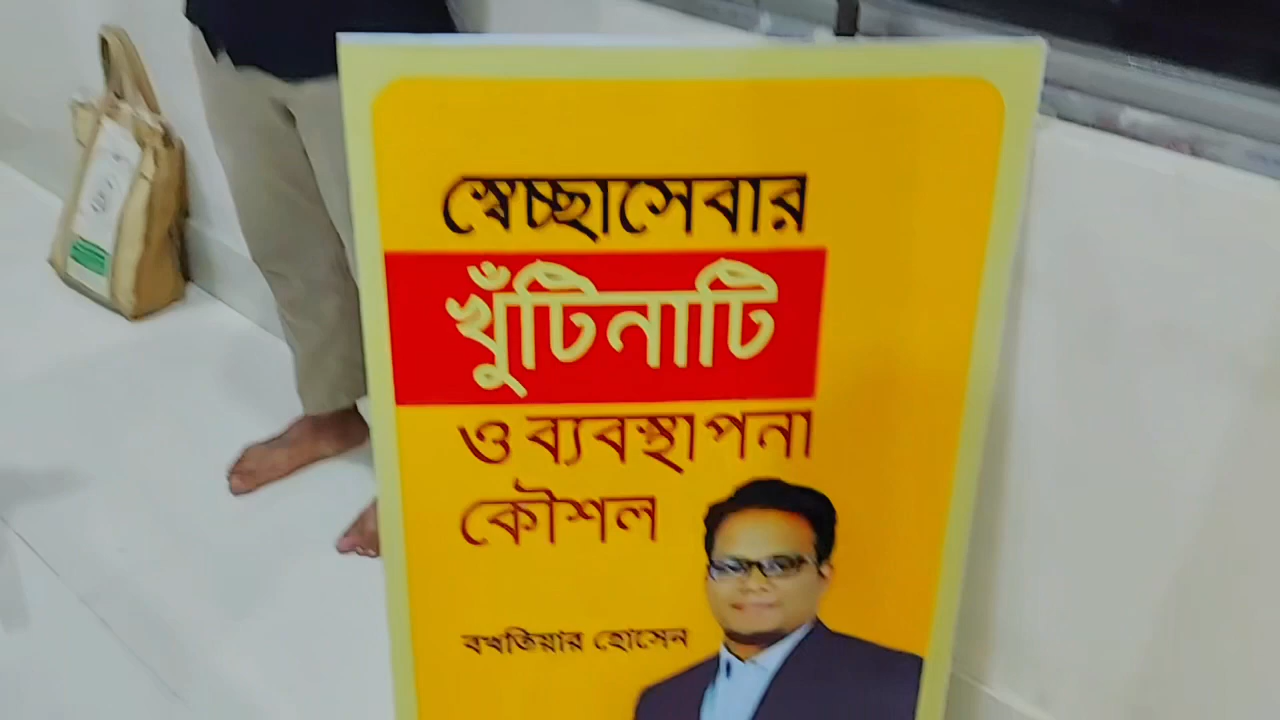 স্বেচ্ছাসেবার
খুঁটিনাটি
ও ব্যবস্থাপনা
কৌশল
বখতিয়ার হোসেন